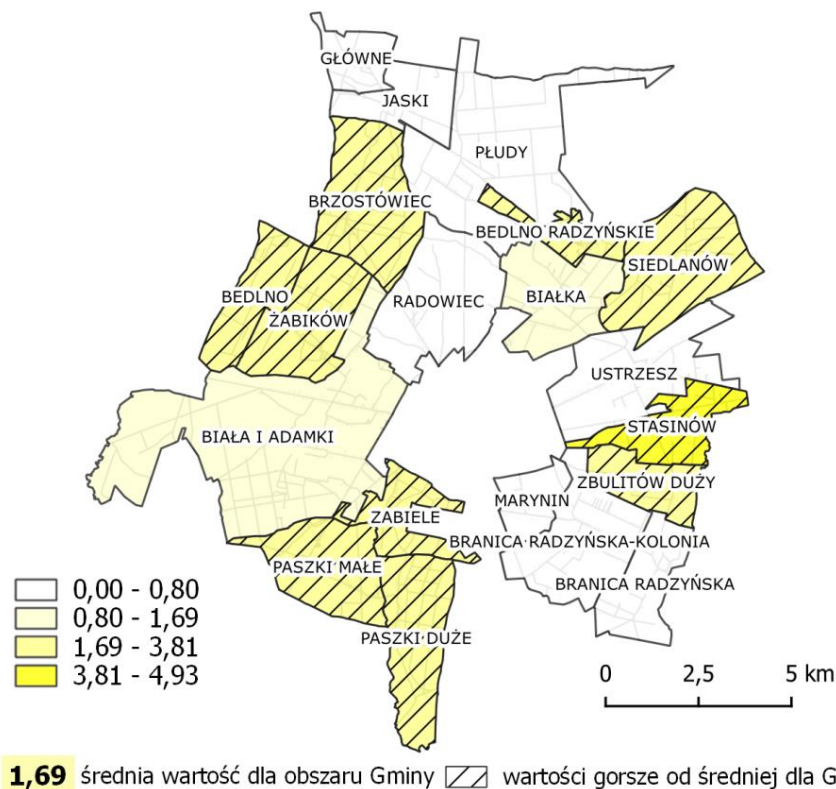 GŁÓWNE
JASKI
PŁUDY
BRZOSTÓWIEC
BEDLNO RADZYŃSKIE
SIEDLANÓW
BEDLNO
RADOWIEC
BIAŁKA
ŻABIKÓW
USTRZESZ
STASINÓW
BIAŁA I ADAMKI
ZBULITÓW DUŻY
MARYNIN
ZABIELE
BRANICA RADZYŃSKA-KOLONIA
PASZKI MAŁE
BRANICA RADZYŃSKA
PASZKI DUŻE
0,00 - 0,80
0,80 - 1,69
1,69 - 3,81
3,81 - 4,93
0 2,5 5 km
1,69 średnia wartość dla obszaru Gminy wartości gorsze od średniej dla G